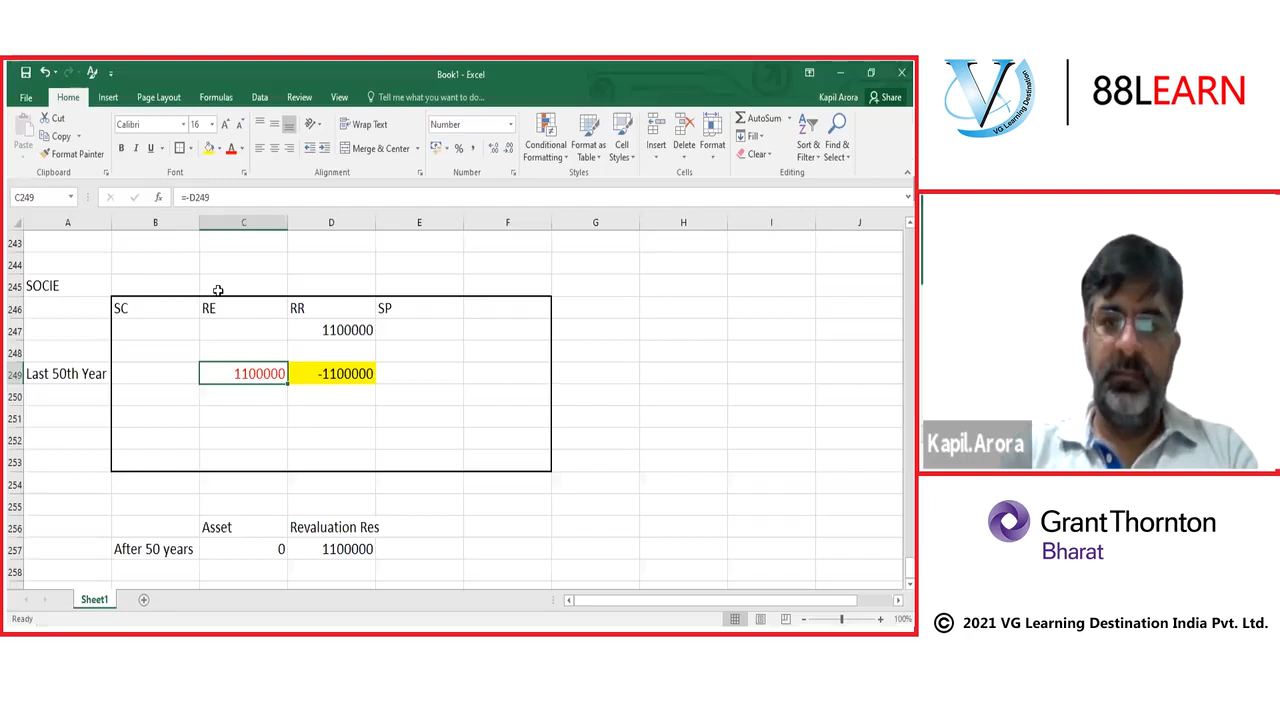 Book1 - Excel
File Home Insert Page Layout Formulas Data Review View Tell me what you want to do... Kapil Arora Share
Paste Cut Copy Format Painter Clipboard
Calibri 16 A A B I U A Font
Wrap Text Merge & Center Alignment
Number % , Number
Conditional Formatting Format as Table Cell Styles Styles
Insert Delete Format Cells
AutoSum Fill Clear Sort & Filter Find & Select Editing
C249 fx =-D249
A B C D E F G H I J
243
244
245 SOCIE
246 SC RE RR SP
247 1100000
248
249 Last 50th Year 1100000 -1100000
250
251
252
253
254
255
256 Asset Revaluation Res
257 After 50 years 0 1100000
258
Sheet1
Ready 100%
V
VG Learning Destination
88LEARN
Kapil.Arora
Grant Thornton
Bharat
© 2021 VG Learning Destination India Pvt. Ltd.